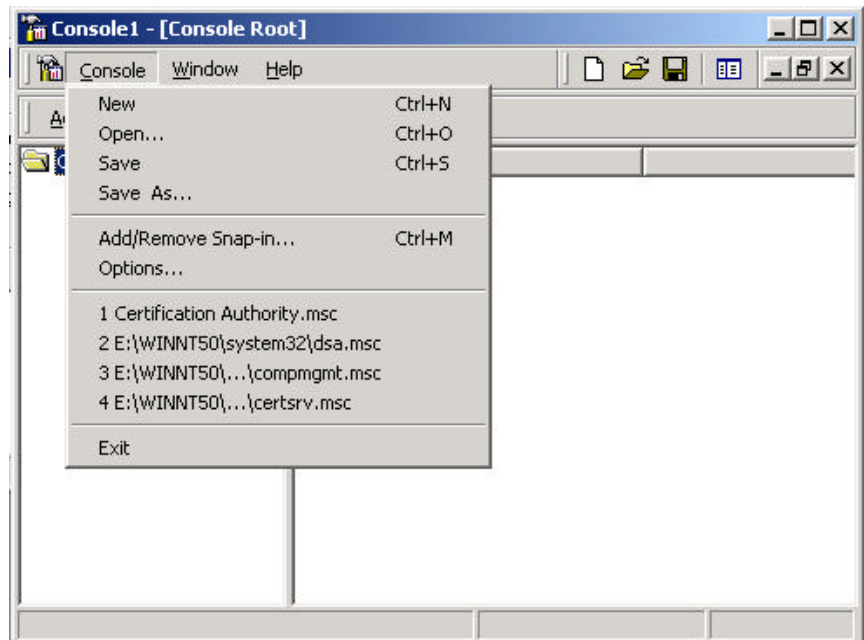 Console1 - [Console Root]
Console Window Help
New Ctrl+N
Open... Ctrl+O
Save Ctrl+S
Save As...
Add/Remove Snap-in... Ctrl+M
Options...
1 Certification Authority.msc
2 E:\WINNT50\system32\dsa.msc
3 E:\WINNT50\...\compmgmt.msc
4 E:\WINNT50\...\certsrv.msc
Exit